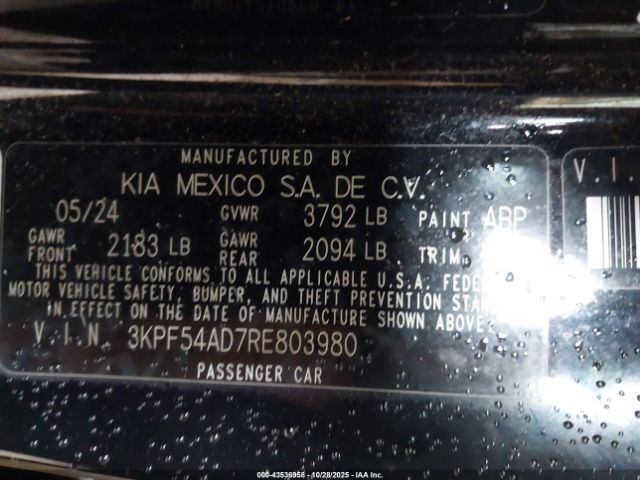 MANUFACTURED BY
KIA MEXICO S.A. DE C.V.
05/24 GVWR 3792 LB PAINT ABP
GAWR FRONT 2183 LB GAWR REAR 2094 LB TRIM
THIS VEHICLE CONFORMS TO ALL APPLICABLE U.S.A. FEDE
MOTOR VEHICLE SAFETY, BUMPER, AND THEFT PREVENTION STA
IN EFFECT ON THE DATE OF MANUFACTURE SHOWN ABOVE.
V.I.N. 3KPF54AD7RE803980
PASSENGER CAR
V.I.
000-43536958 - 10/28/2025 - IAAI Inc.